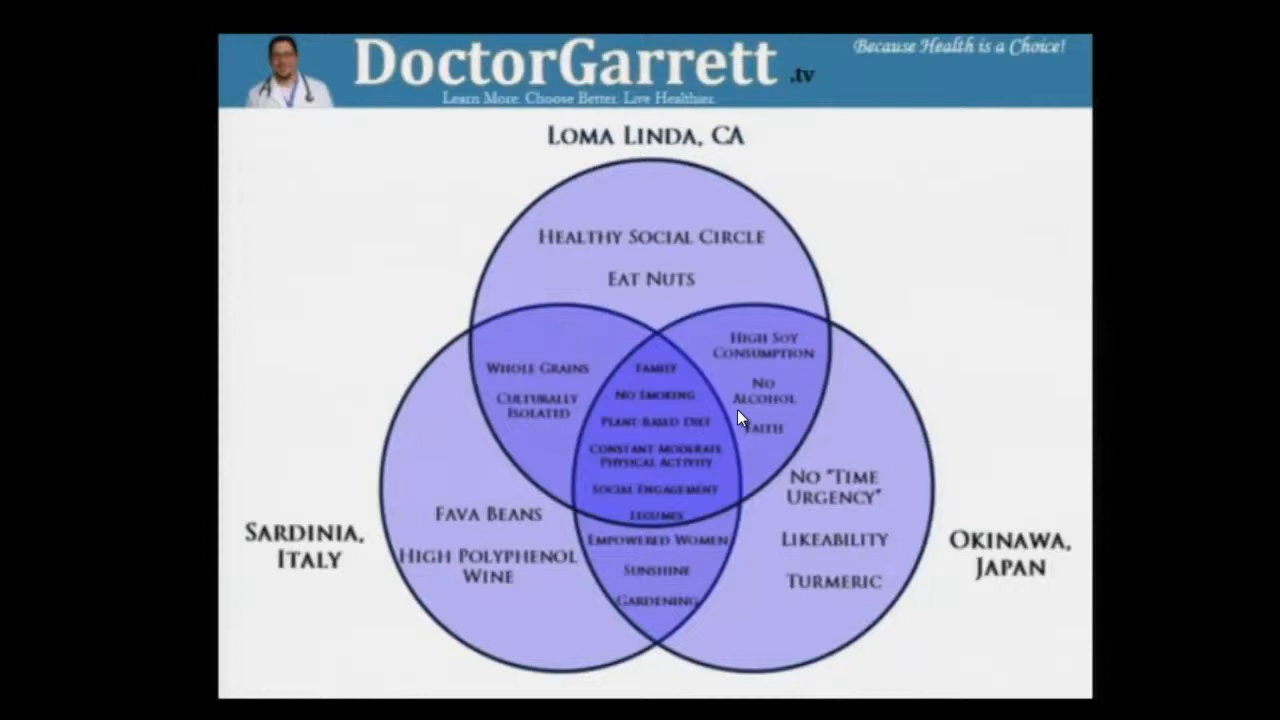 DoctorGarrett .tv
Because Health is a Choice!
Learn More. Choose Better. Live Healthier.
LOMA LINDA, CA
HEALTHY SOCIAL CIRCLE
EAT NUTS
HIGH SOY
CONSUMPTION
NO
ALCOHOL
FAITH
WHOLE GRAINS
CULTURALLY
ISOLATED
FAMILY
NO SMOKING
PLANT-BASED DIET
CONSTANT MODERATE
PHYSICAL ACTIVITY
SOCIAL ENGAGEMENT
LEGUMES
EMPOWERED WOMEN
SUNSHINE
GARDENING
FAVA BEANS
HIGH POLYPHENOL
WINE
NO "TIME
URGENCY"
LIKEABILITY
TURMERIC
SARDINIA,
ITALY
OKINAWA,
JAPAN